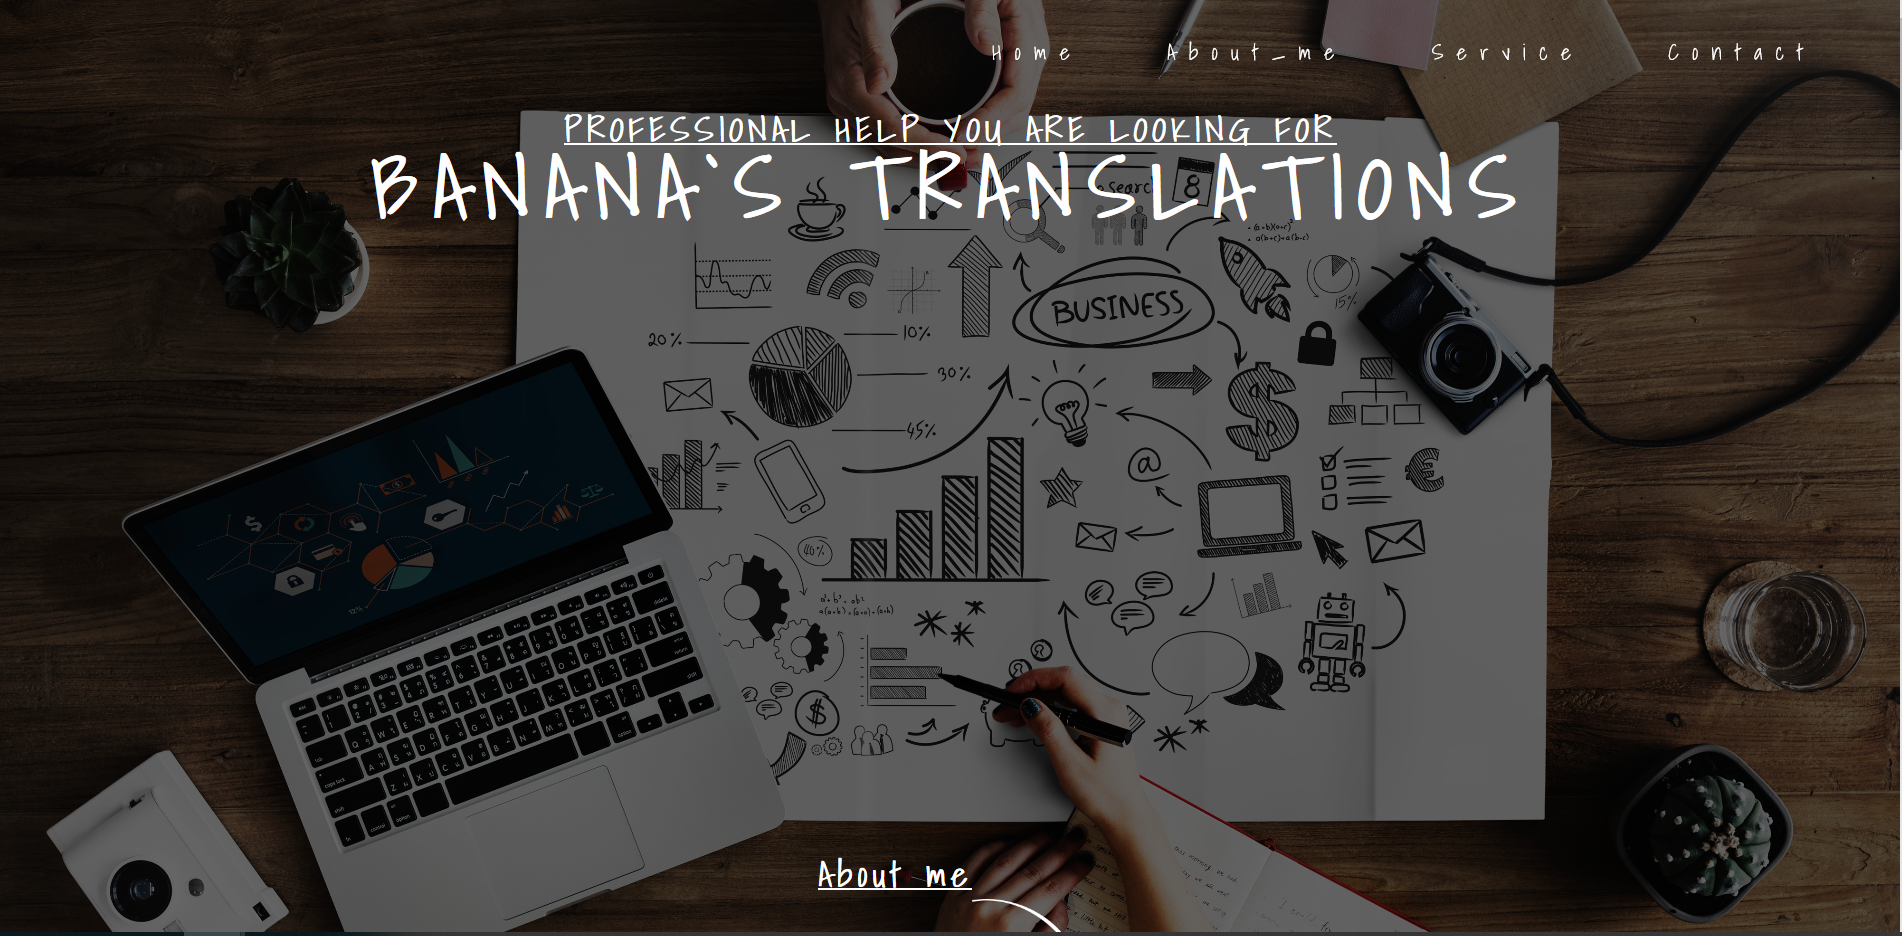 Home About_me Service Contact
PROFESSIONAL HELP YOU ARE LOOKING FOR
BANANA'S TRANSLATIONS
Search
8
BUSINESS
15%
20%
10%
30%
45%
@
40%
About me